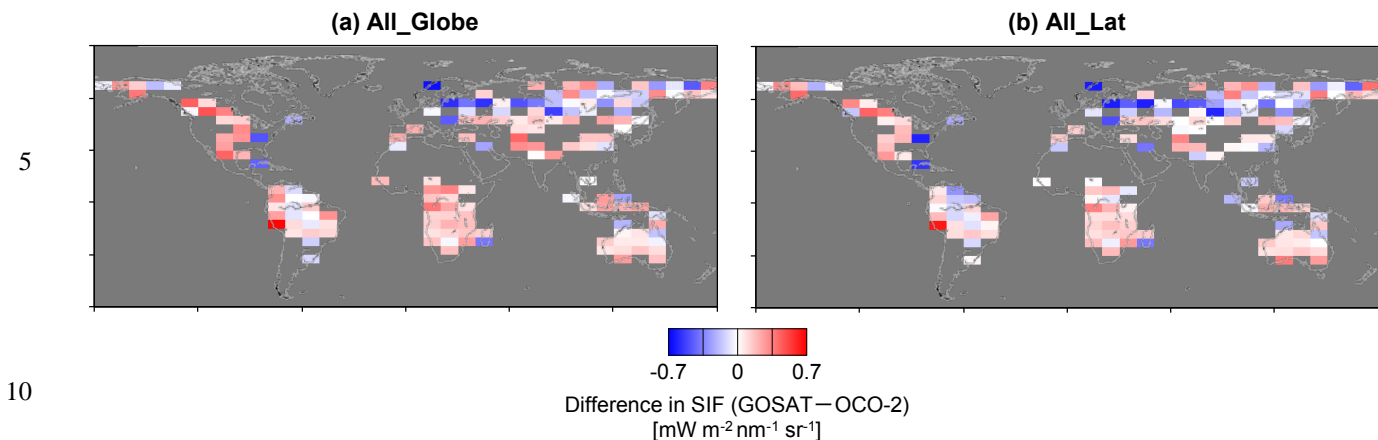 (a) All_Globe
(b) All_Lat
5
-0.7 0 0.7
10
Difference in SIF (GOSAT－OCO-2)
[mW m-2 nm-1 sr-1]